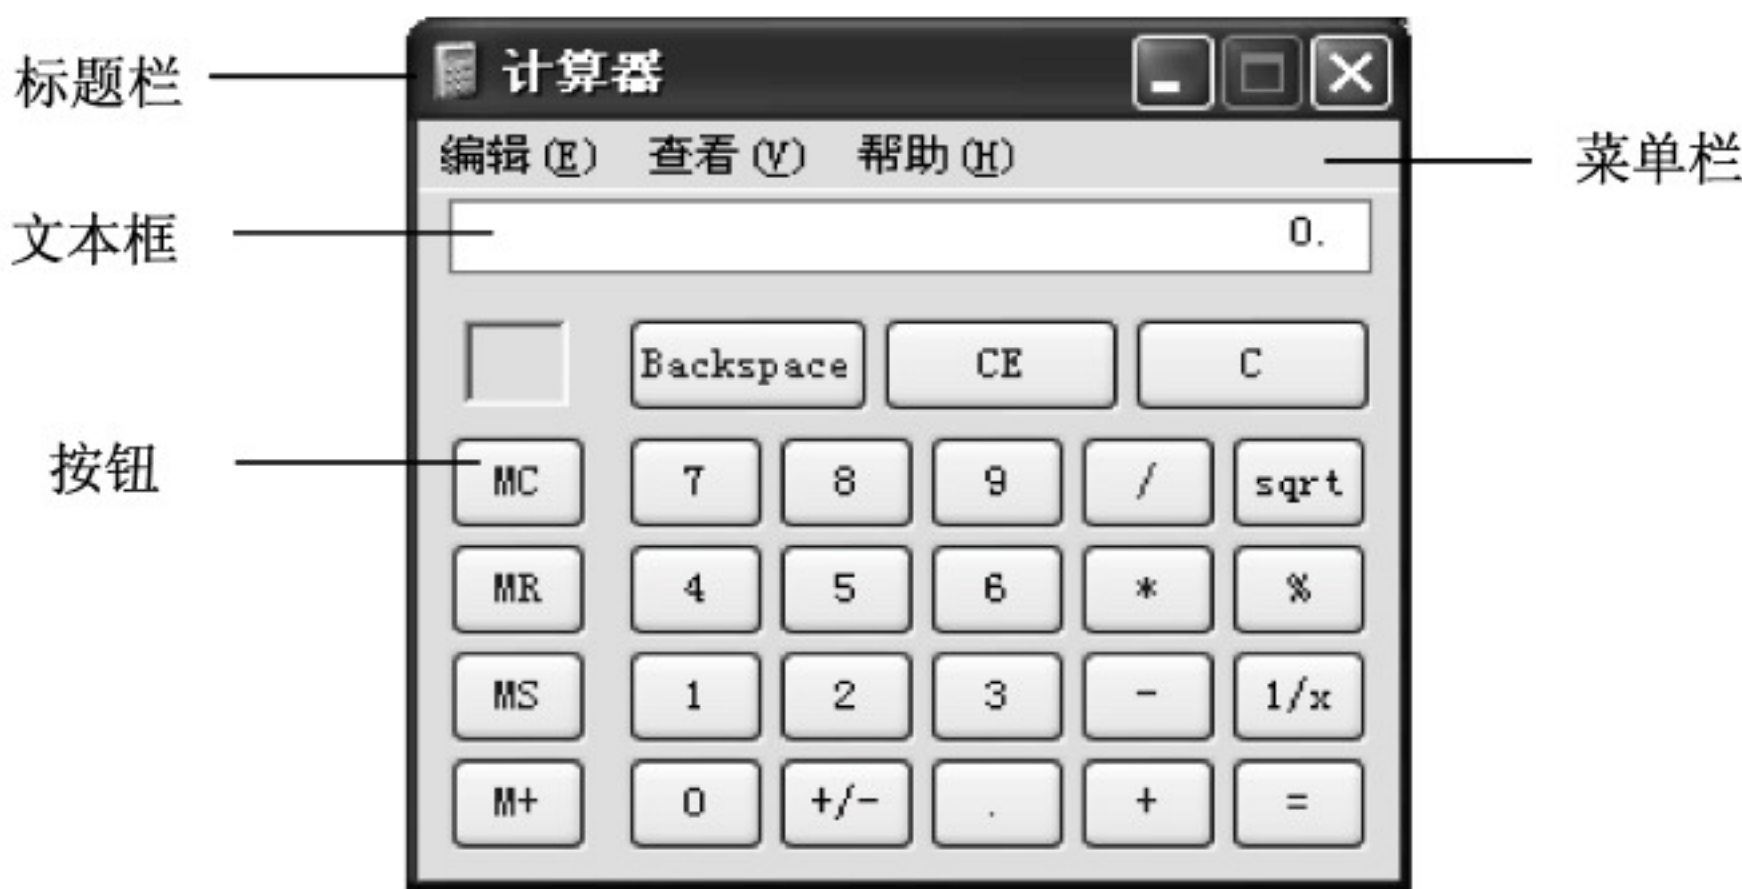 计算器
标题栏
编辑(E) 查看(V) 帮助(H)
菜单栏
文本框
0.
Backspace CE C
按钮
MC 7 8 9 / sqrt
MR 4 5 6 * %
MS 1 2 3 - 1/x
M+ 0 +/- . + =